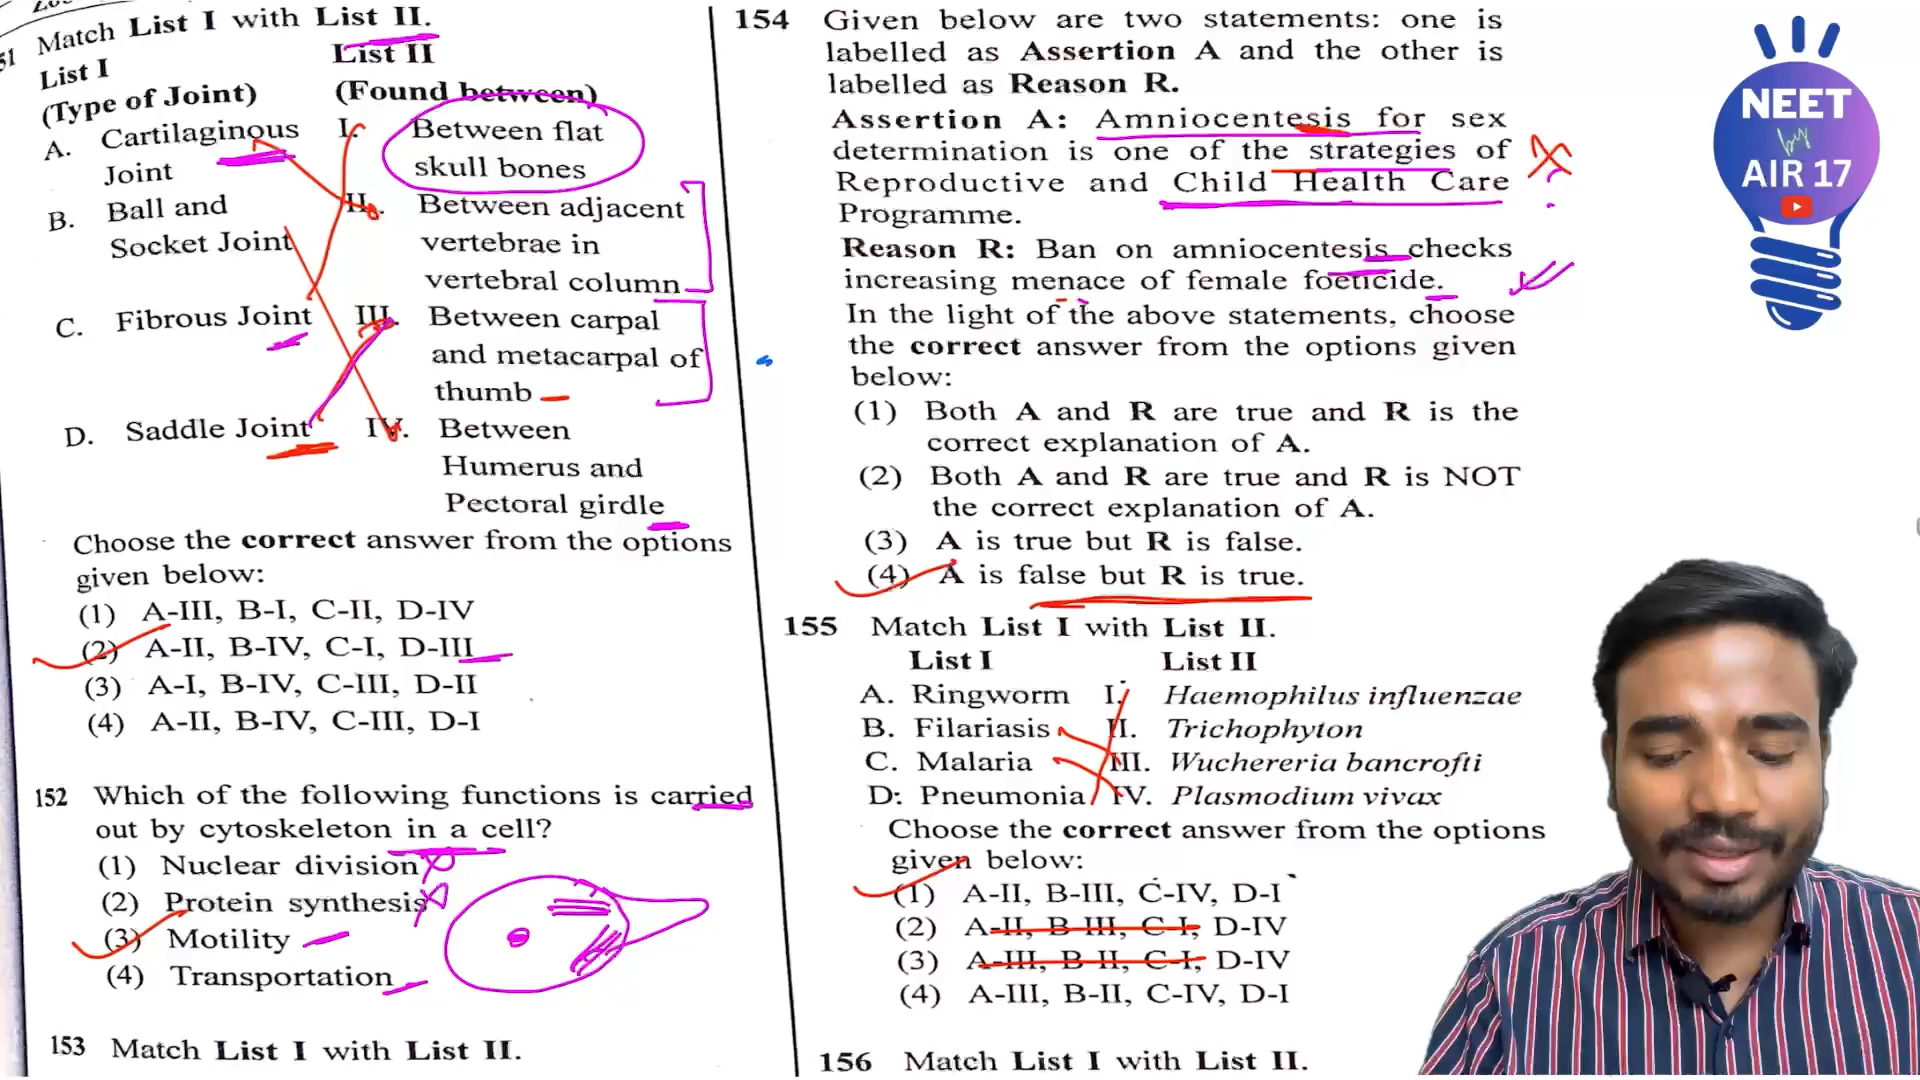 51 Match List I with List II.
List I List II
(Type of Joint) (Found between)
A. Cartilaginous Joint I. Between flat skull bones
B. Ball and Socket Joint II. Between adjacent vertebrae in vertebral column
C. Fibrous Joint III. Between carpal and metacarpal of thumb
D. Saddle Joint IV. Between Humerus and Pectoral girdle
Choose the correct answer from the options
given below:
(1) A-III, B-I, C-II, D-IV
(2) A-II, B-IV, C-I, D-III
(3) A-I, B-IV, C-III, D-II
(4) A-II, B-IV, C-III, D-I
152 Which of the following functions is carried
out by cytoskeleton in a cell?
(1) Nuclear division
(2) Protein synthesis
(3) Motility
(4) Transportation
153 Match List I with List II.
154 Given below are two statements: one is
labelled as Assertion A and the other is
labelled as Reason R.
Assertion A: Amniocentesis for sex
determination is one of the strategies of
Reproductive and Child Health Care
Programme.
Reason R: Ban on amniocentesis checks
increasing menace of female foeticide.
In the light of the above statements, choose
the correct answer from the options given
below:
(1) Both A and R are true and R is the
correct explanation of A.
(2) Both A and R are true and R is NOT
the correct explanation of A.
(3) A is true but R is false.
(4) A is false but R is true.
155 Match List I with List II.
List I List II
A. Ringworm I. Haemophilus influenzae
B. Filariasis II. Trichophyton
C. Malaria III. Wuchereria bancrofti
D. Pneumonia IV. Plasmodium vivax
Choose the correct answer from the options
given below:
(1) A-II, B-III, C-IV, D-I
(2) A-II, B-III, C-I, D-IV
(3) A-III, B-II, C-I, D-IV
(4) A-III, B-II, C-IV, D-I
156 Match List I with List II.
NEET
by
AIR 17